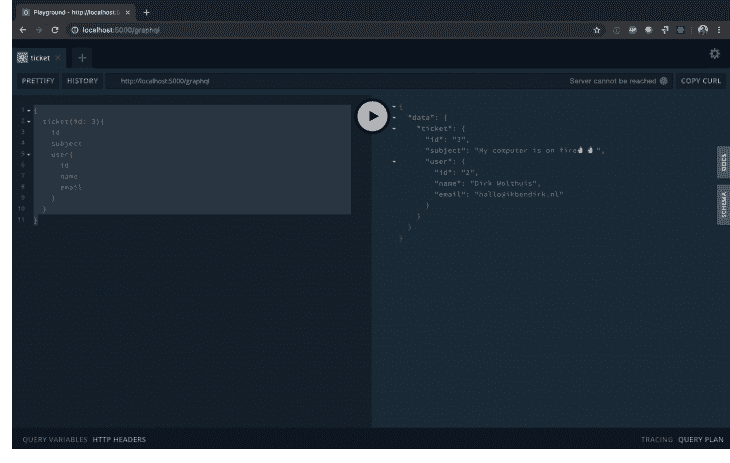 Playground - http://localhost:5
localhost:5000/graphql
ticket
PRETTIFY HISTORY http://localhost:5000/graphql Server cannot be reached COPY CURL
1 {
2 ticket(id: 3){
3 id
4 subject
5 user{
6 id
7 name
8 email
9 }
10 }
11 }
{
"data": {
"ticket": {
"id": "3",
"subject": "My computer is on fire🔥🔥",
"user": {
"id": "2",
"name": "Dirk Wolthuis",
"email": "hallo@ikbendirk.nl"
}
}
}
}
DOCS
SCHEMA
QUERY VARIABLES HTTP HEADERS TRACING QUERY PLAN